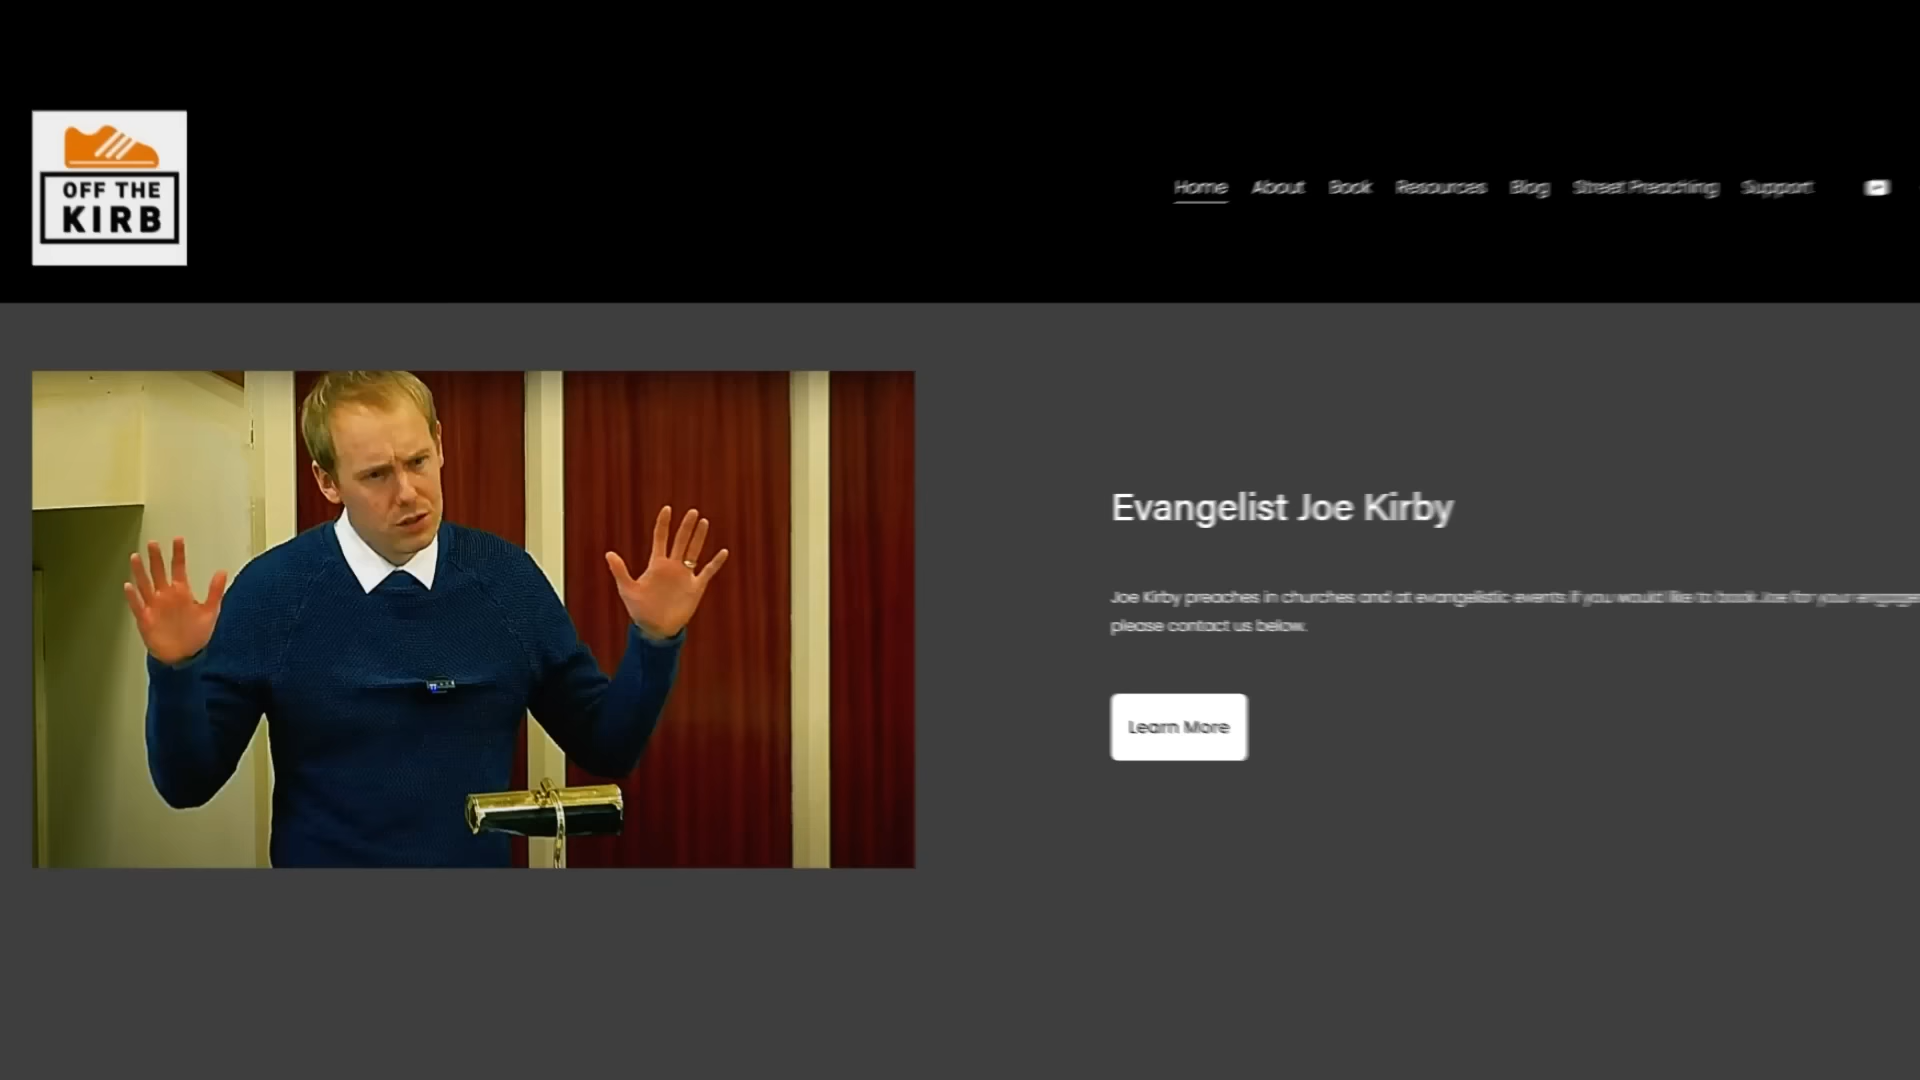 OFF THE
KIRB
Home About Book Resources Blog Street Preaching Support
Evangelist Joe Kirby
Joe Kirby preaches in churches and at evangelistic events if you would like to book Joe for your
please contact us below.
Learn More